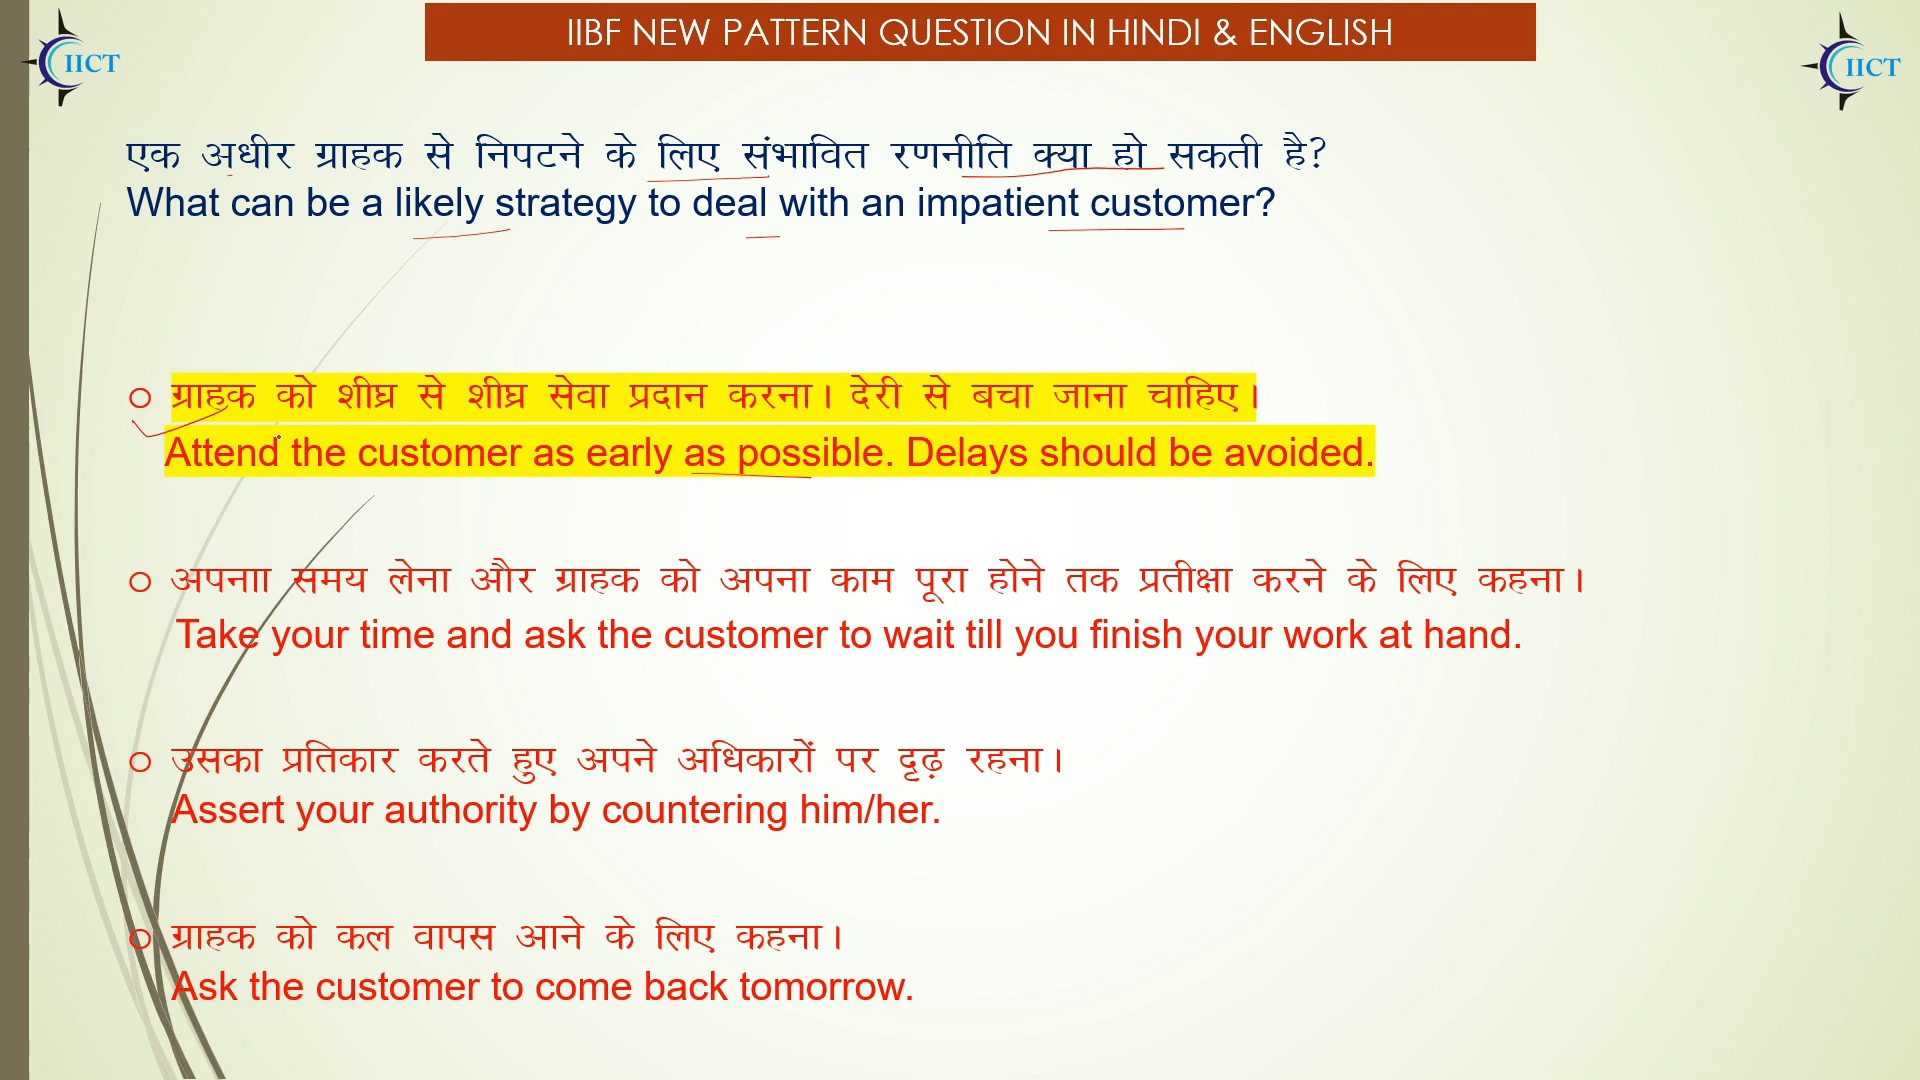 IIBF NEW PATTERN QUESTION IN HINDI & ENGLISH
IICT
IICT
एक अधीर ग्राहक से निपटने के लिए संभावित रणनीति क्या हो सकती है?
What can be a likely strategy to deal with an impatient customer?
ग्राहक को शीघ्र से शीघ्र सेवा प्रदान करना। देरी से बचा जाना चाहिए।
Attend the customer as early as possible. Delays should be avoided.
अपनाा समय लेना और ग्राहक को अपना काम पूरा होने तक प्रतीक्षा करने के लिए कहना।
Take your time and ask the customer to wait till you finish your work at hand.
उसका प्रतिकार करते हुए अपने अधिकारों पर दृढ़ रहना।
Assert your authority by countering him/her.
ग्राहक को कल वापस आने के लिए कहना।
Ask the customer to come back tomorrow.